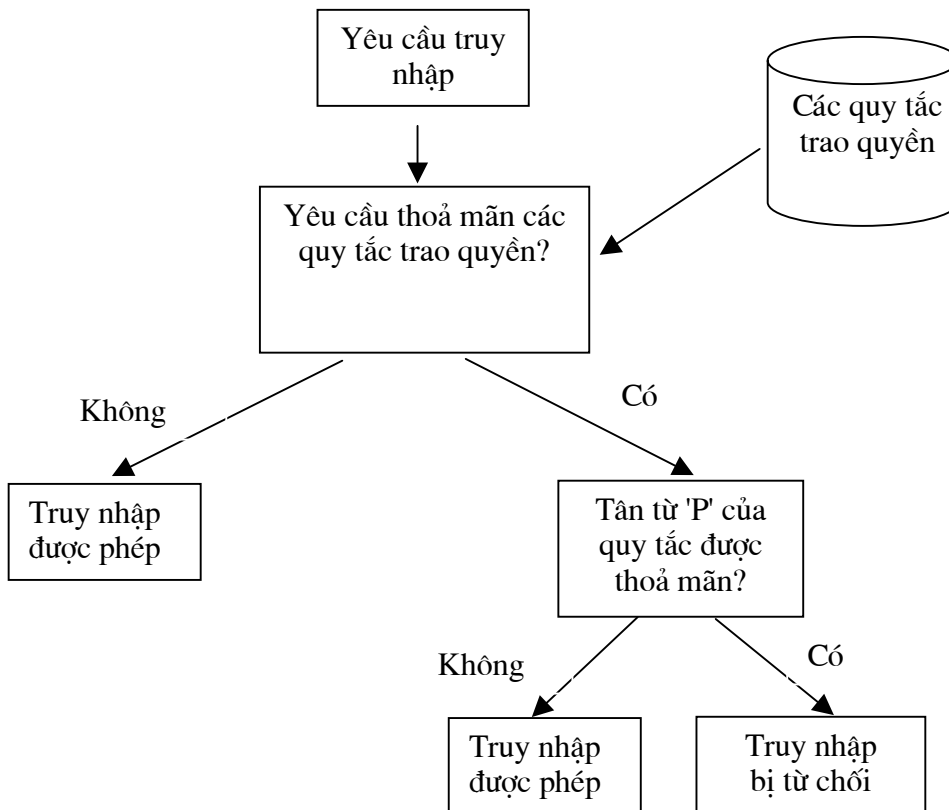 Yêu cầu truy
nhập
Các quy tắc
trao quyền
Yêu cầu thoả mãn các
quy tắc trao quyền?
Không
Có
Truy nhập
được phép
Tân từ 'P' của
quy tắc được
thoả mãn?
Không
Có
Truy nhập
được phép
Truy nhập
bị từ chối